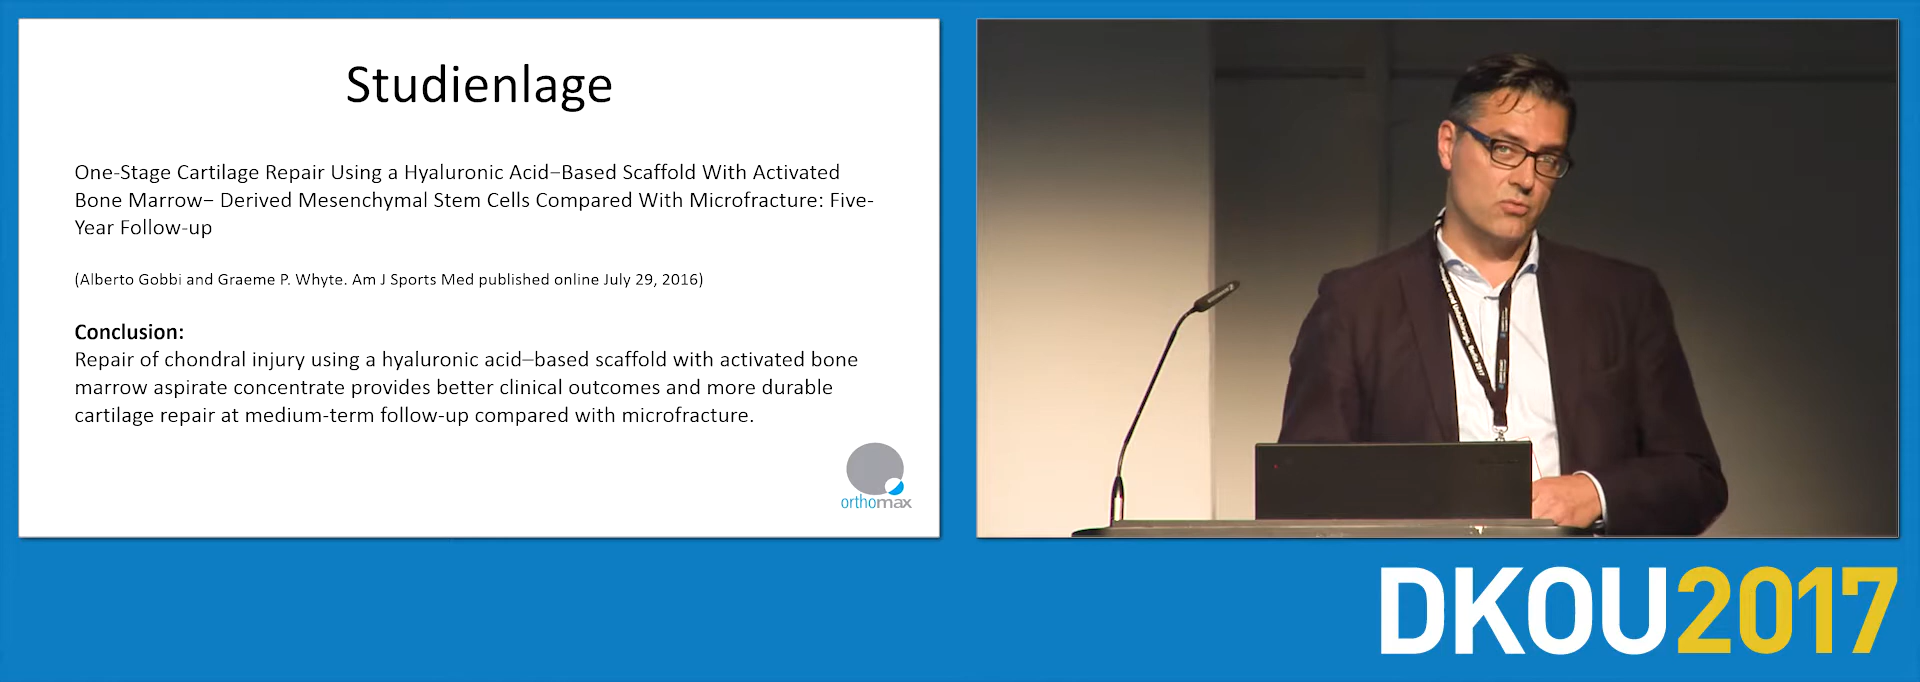 Studienlage
One-Stage Cartilage Repair Using a Hyaluronic Acid–Based Scaffold With Activated
Bone Marrow– Derived Mesenchymal Stem Cells Compared With Microfracture: Five-
Year Follow-up
(Alberto Gobbi and Graeme P. Whyte. Am J Sports Med published online July 29, 2016)
Conclusion:
Repair of chondral injury using a hyaluronic acid–based scaffold with activated bone
marrow aspirate concentrate provides better clinical outcomes and more durable
cartilage repair at medium-term follow-up compared with microfracture.
orthomax
DKOU2017